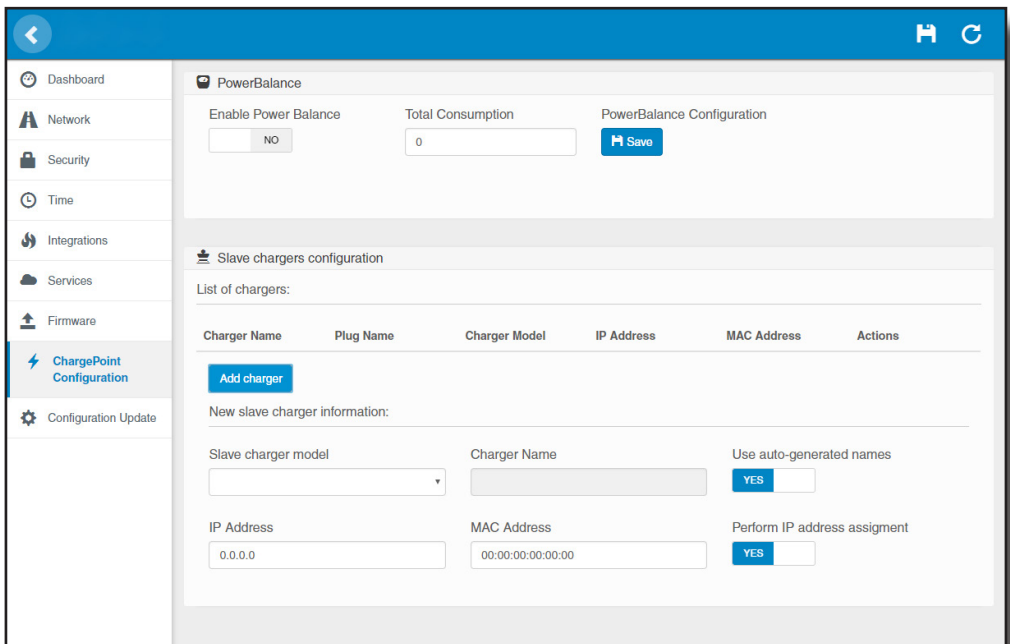 Dashboard
Network
Security
Time
Integrations
Services
Firmware
ChargePoint
Configuration
Configuration Update
PowerBalance
Enable Power Balance Total Consumption PowerBalance Configuration
NO 0 Save
Slave chargers configuration
List of chargers:
Charger Name Plug Name Charger Model IP Address MAC Address Actions
Add charger
New slave charger information:
Slave charger model Charger Name Use auto-generated names
YES
IP Address MAC Address Perform IP address assigment
0.0.0.0 00:00:00:00:00:00 YES